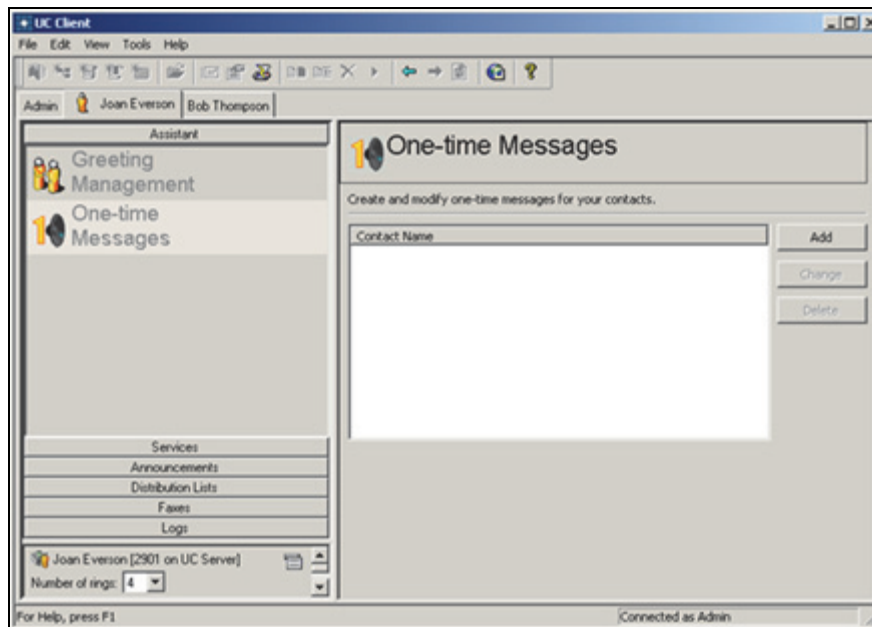 UC Client
File Edit View Tools Help
Admin Joan Everson Bob Thompson
Assistant
Greeting
Management
One-time
Messages
Services
Announcements
Distribution Lists
Faxes
Logs
Joan Everson [2901 on UC Server]
Number of rings: 4
One-time Messages
Create and modify one-time messages for your contacts.
Contact Name
Add
Change
Delete
For Help, press F1
Connected as Admin